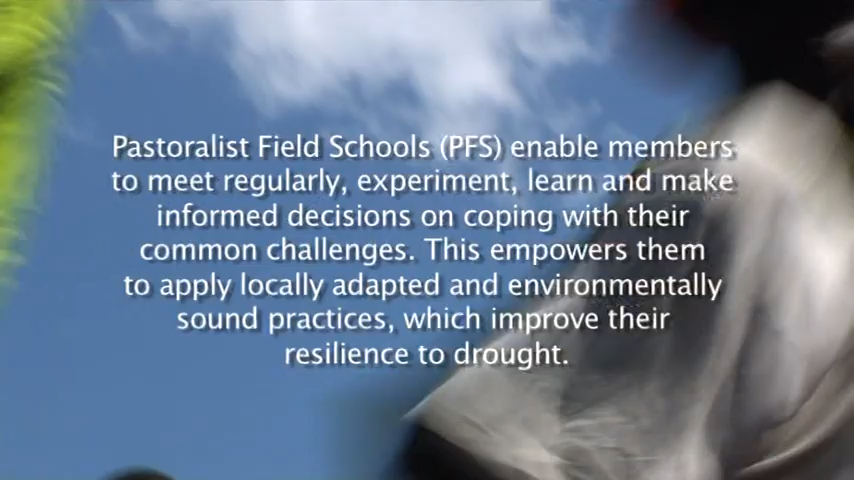 Pastoralist Field Schools (PFS) enable members
to meet regularly, experiment, learn and make
informed decisions on coping with their
common challenges. This empowers them
to apply locally adapted and environmentally
sound practices, which improve their
resilience to drought.